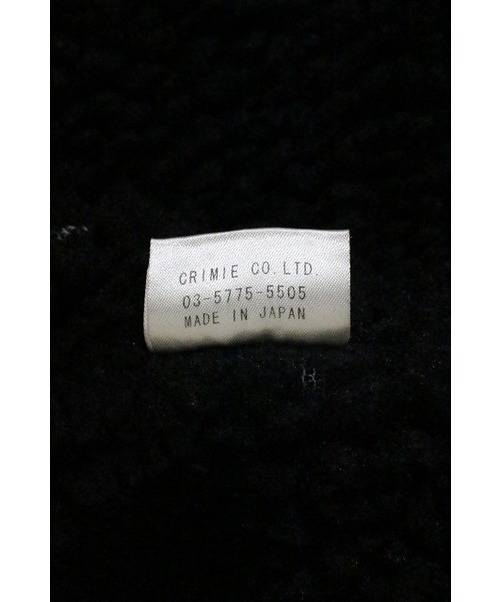 CRIMIE CO. LTD.
03-5775-5505
MADE IN JAPAN